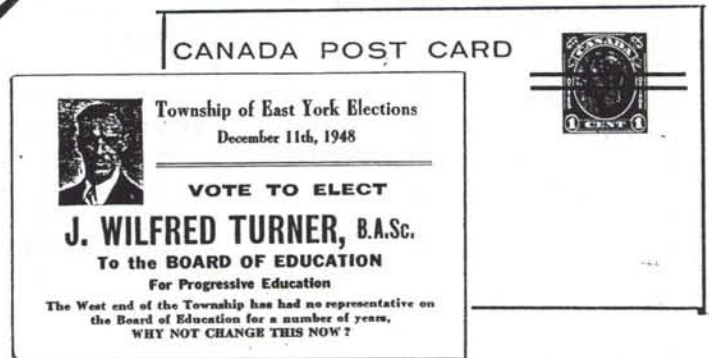 CANADA POST CARD
CANADA
1 CENT 1
Township of East York Elections
December 11th, 1948
VOTE TO ELECT
J. WILFRED TURNER, B.A.Sc.
To the BOARD OF EDUCATION
For Progressive Education
The West end of the Township has had no representative on
the Board of Education for a number of years,
WHY NOT CHANGE THIS NOW?